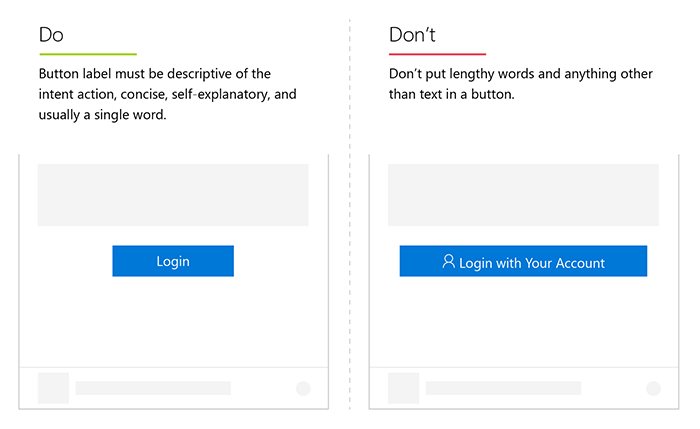 Do
Button label must be descriptive of the
intent action, concise, self-explanatory, and
usually a single word.
Login
Don’t
Don’t put lengthy words and anything other
than text in a button.
Login with Your Account